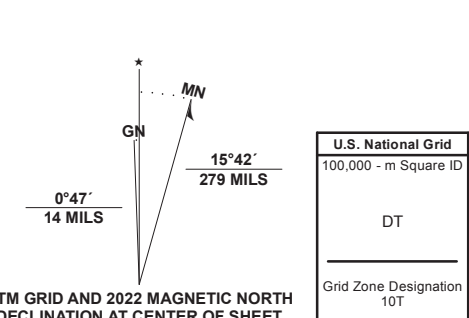 ★
MN
GN
15°42´
279 MILS
0°47´
14 MILS
TM GRID AND 2022 MAGNETIC NORTH
DECLINATION AT CENTER OF SHEET
U.S. National Grid
100,000 - m Square ID
DT
Grid Zone Designation
10T